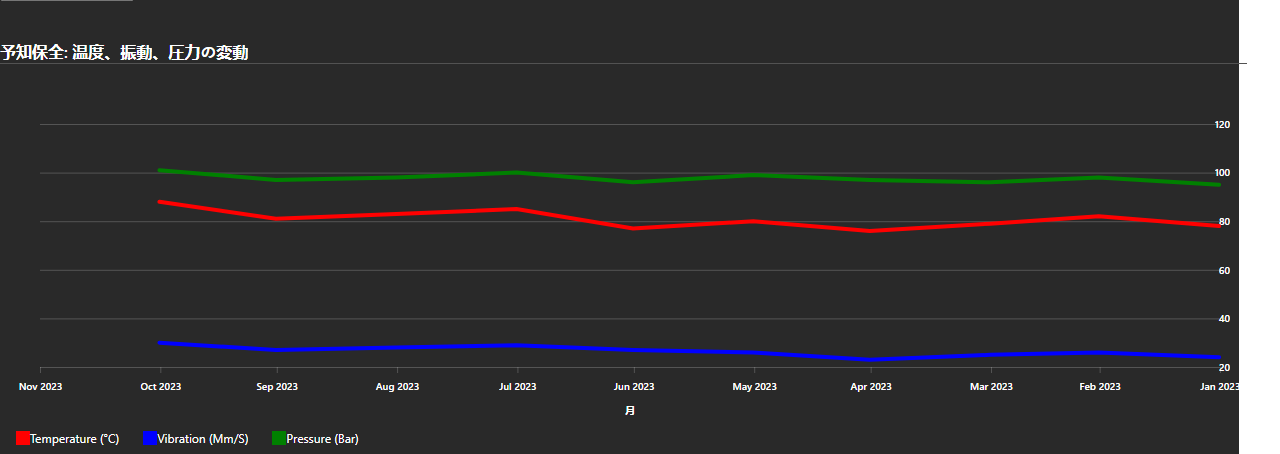 予知保全: 温度、振動、圧力の変動
120
100
80
60
40
20
Nov 2023 Oct 2023 Sep 2023 Aug 2023 Jul 2023 Jun 2023 May 2023 Apr 2023 Mar 2023 Feb 2023 Jan 2023
月
Temperature (°C) Vibration (Mm/S) Pressure (Bar)